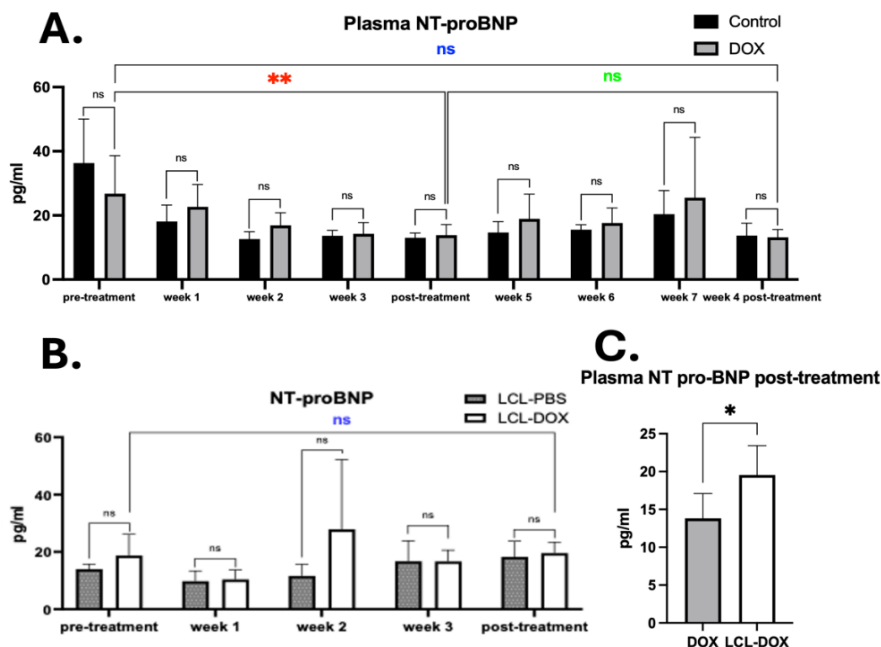 A.
Plasma NT-proBNP
Control
DOX
ns
** ns
ns ns ns ns ns ns ns ns ns
60
40
20
0
pg/ml
pre-treatment week 1 week 2 week 3 post-treatment week 5 week 6 week 7 week 4 post-treatment
B.
NT-proBNP
LCL-PBS
LCL-DOX
ns
ns ns ns ns ns
60
40
20
0
pg/ml
pre-treatment week 1 week 2 week 3 post-treatment
C.
Plasma NT pro-BNP post-treatment
*
25
20
15
10
5
0
pg/ml
DOX LCL-DOX